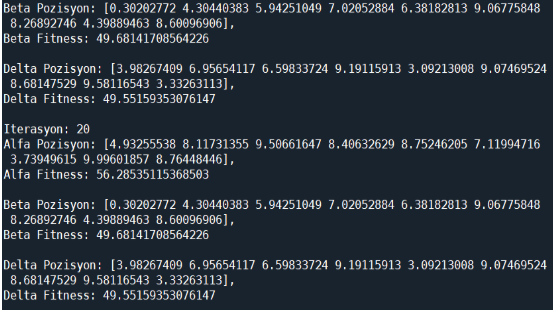 Beta Pozisyon: [0.30202772 4.30440383 5.94251049 7.02052884 6.38182813 9.06775848
8.26892746 4.39889463 8.60096906],
Beta Fitness: 49.68141708564226
Delta Pozisyon: [3.98267409 6.95654117 6.59833724 9.19115913 3.09213008 9.07469524
8.68147529 9.58116543 3.33263113],
Delta Fitness: 49.55159353076147
Iterasyon: 20
Alfa Pozisyon: [4.93255538 8.11731355 9.50661647 8.40632629 8.75246205 7.11994716
3.73949615 9.99601857 8.76448446],
Alfa Fitness: 56.28535115368503
Beta Pozisyon: [0.30202772 4.30440383 5.94251049 7.02052884 6.38182813 9.06775848
8.26892746 4.39889463 8.60096906],
Beta Fitness: 49.68141708564226
Delta Pozisyon: [3.98267409 6.95654117 6.59833724 9.19115913 3.09213008 9.07469524
8.68147529 9.58116543 3.33263113],
Delta Fitness: 49.55159353076147